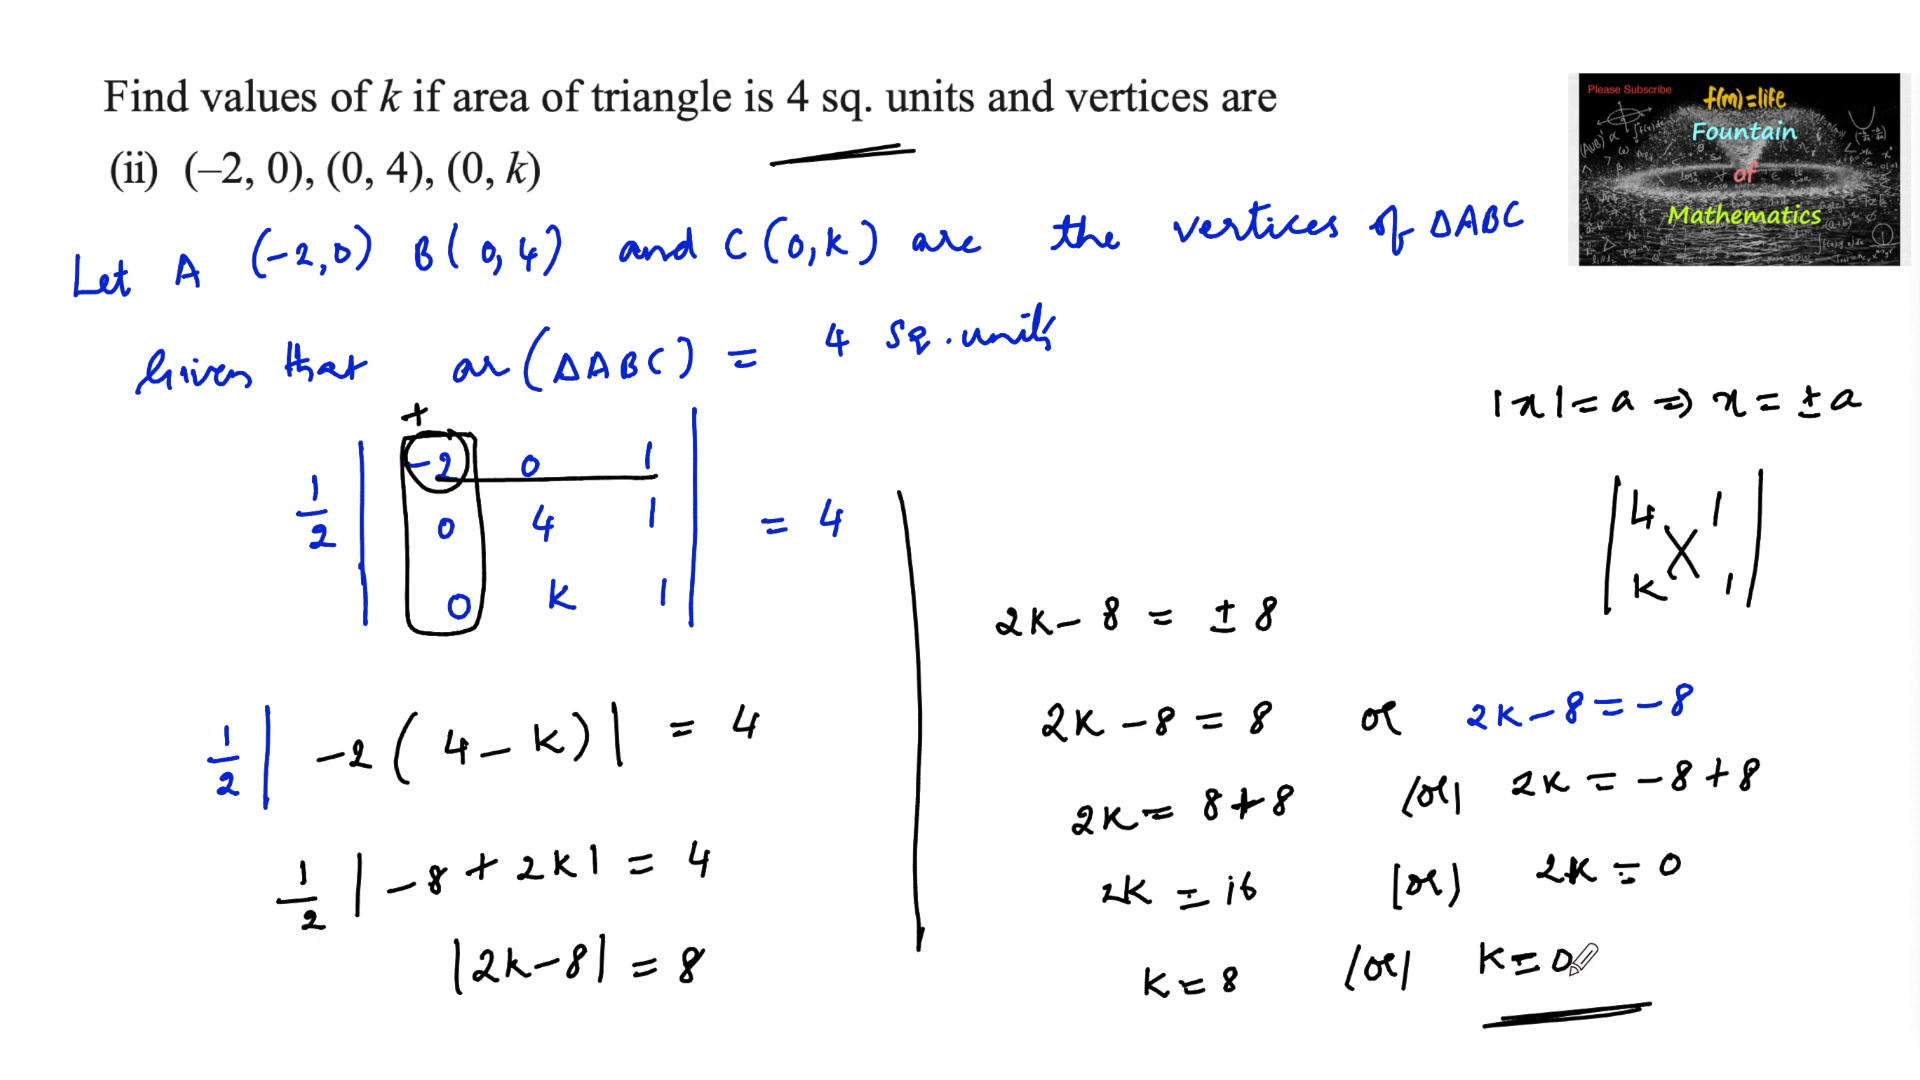 Find values of k if area of triangle is 4 sq. units and vertices are
(ii) (–2, 0), (0, 4), (0, k)
Please Subscribe
f(m)=life
Fountain
of
Mathematics
Let A (-2,0) B(0,4) and C(0,k) are the vertices of ΔABC
Given that ar(ΔABC) = 4 sq.units
|x|=a ⇒ x = ±a
+
1/2 | -2 0 1 |
| 0 4 1 | = 4
| 0 k 1 |
| 4 1 |
| k 1 |
1/2 | -2(4-k)| = 4
1/2 |-8+2k| = 4
|2k-8| = 8
2k-8 = ±8
2k-8 = 8 or 2k-8=-8
2k= 8+8 (or) 2k = -8+8
2k = 16 (or) 2k = 0
k = 8 (or) k = 0